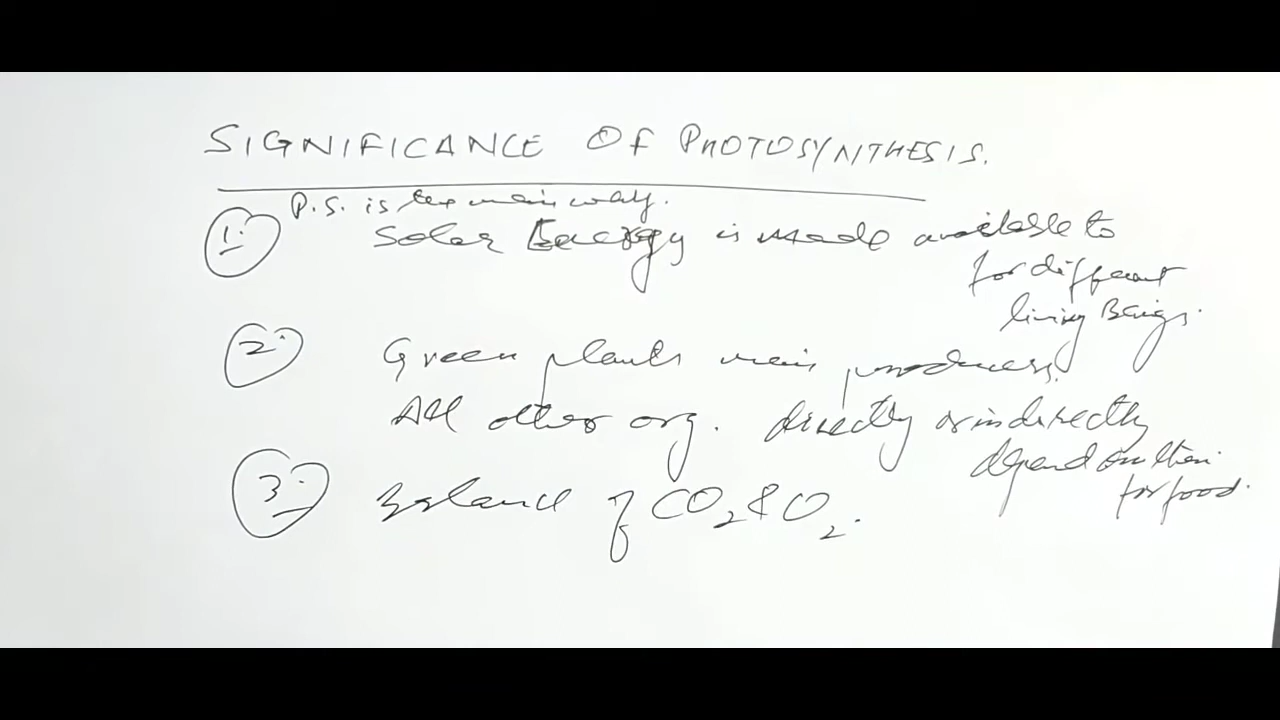 SIGNIFICANCE OF PHOTOSYNTHESIS.
P.S. is the main way.
1. Solar Energy is made available to
for different
living Beings.
2. Green plants main producers.
All other org. directly or indirectly
depend on them
for food.
3. Balance of CO₂ & O₂.